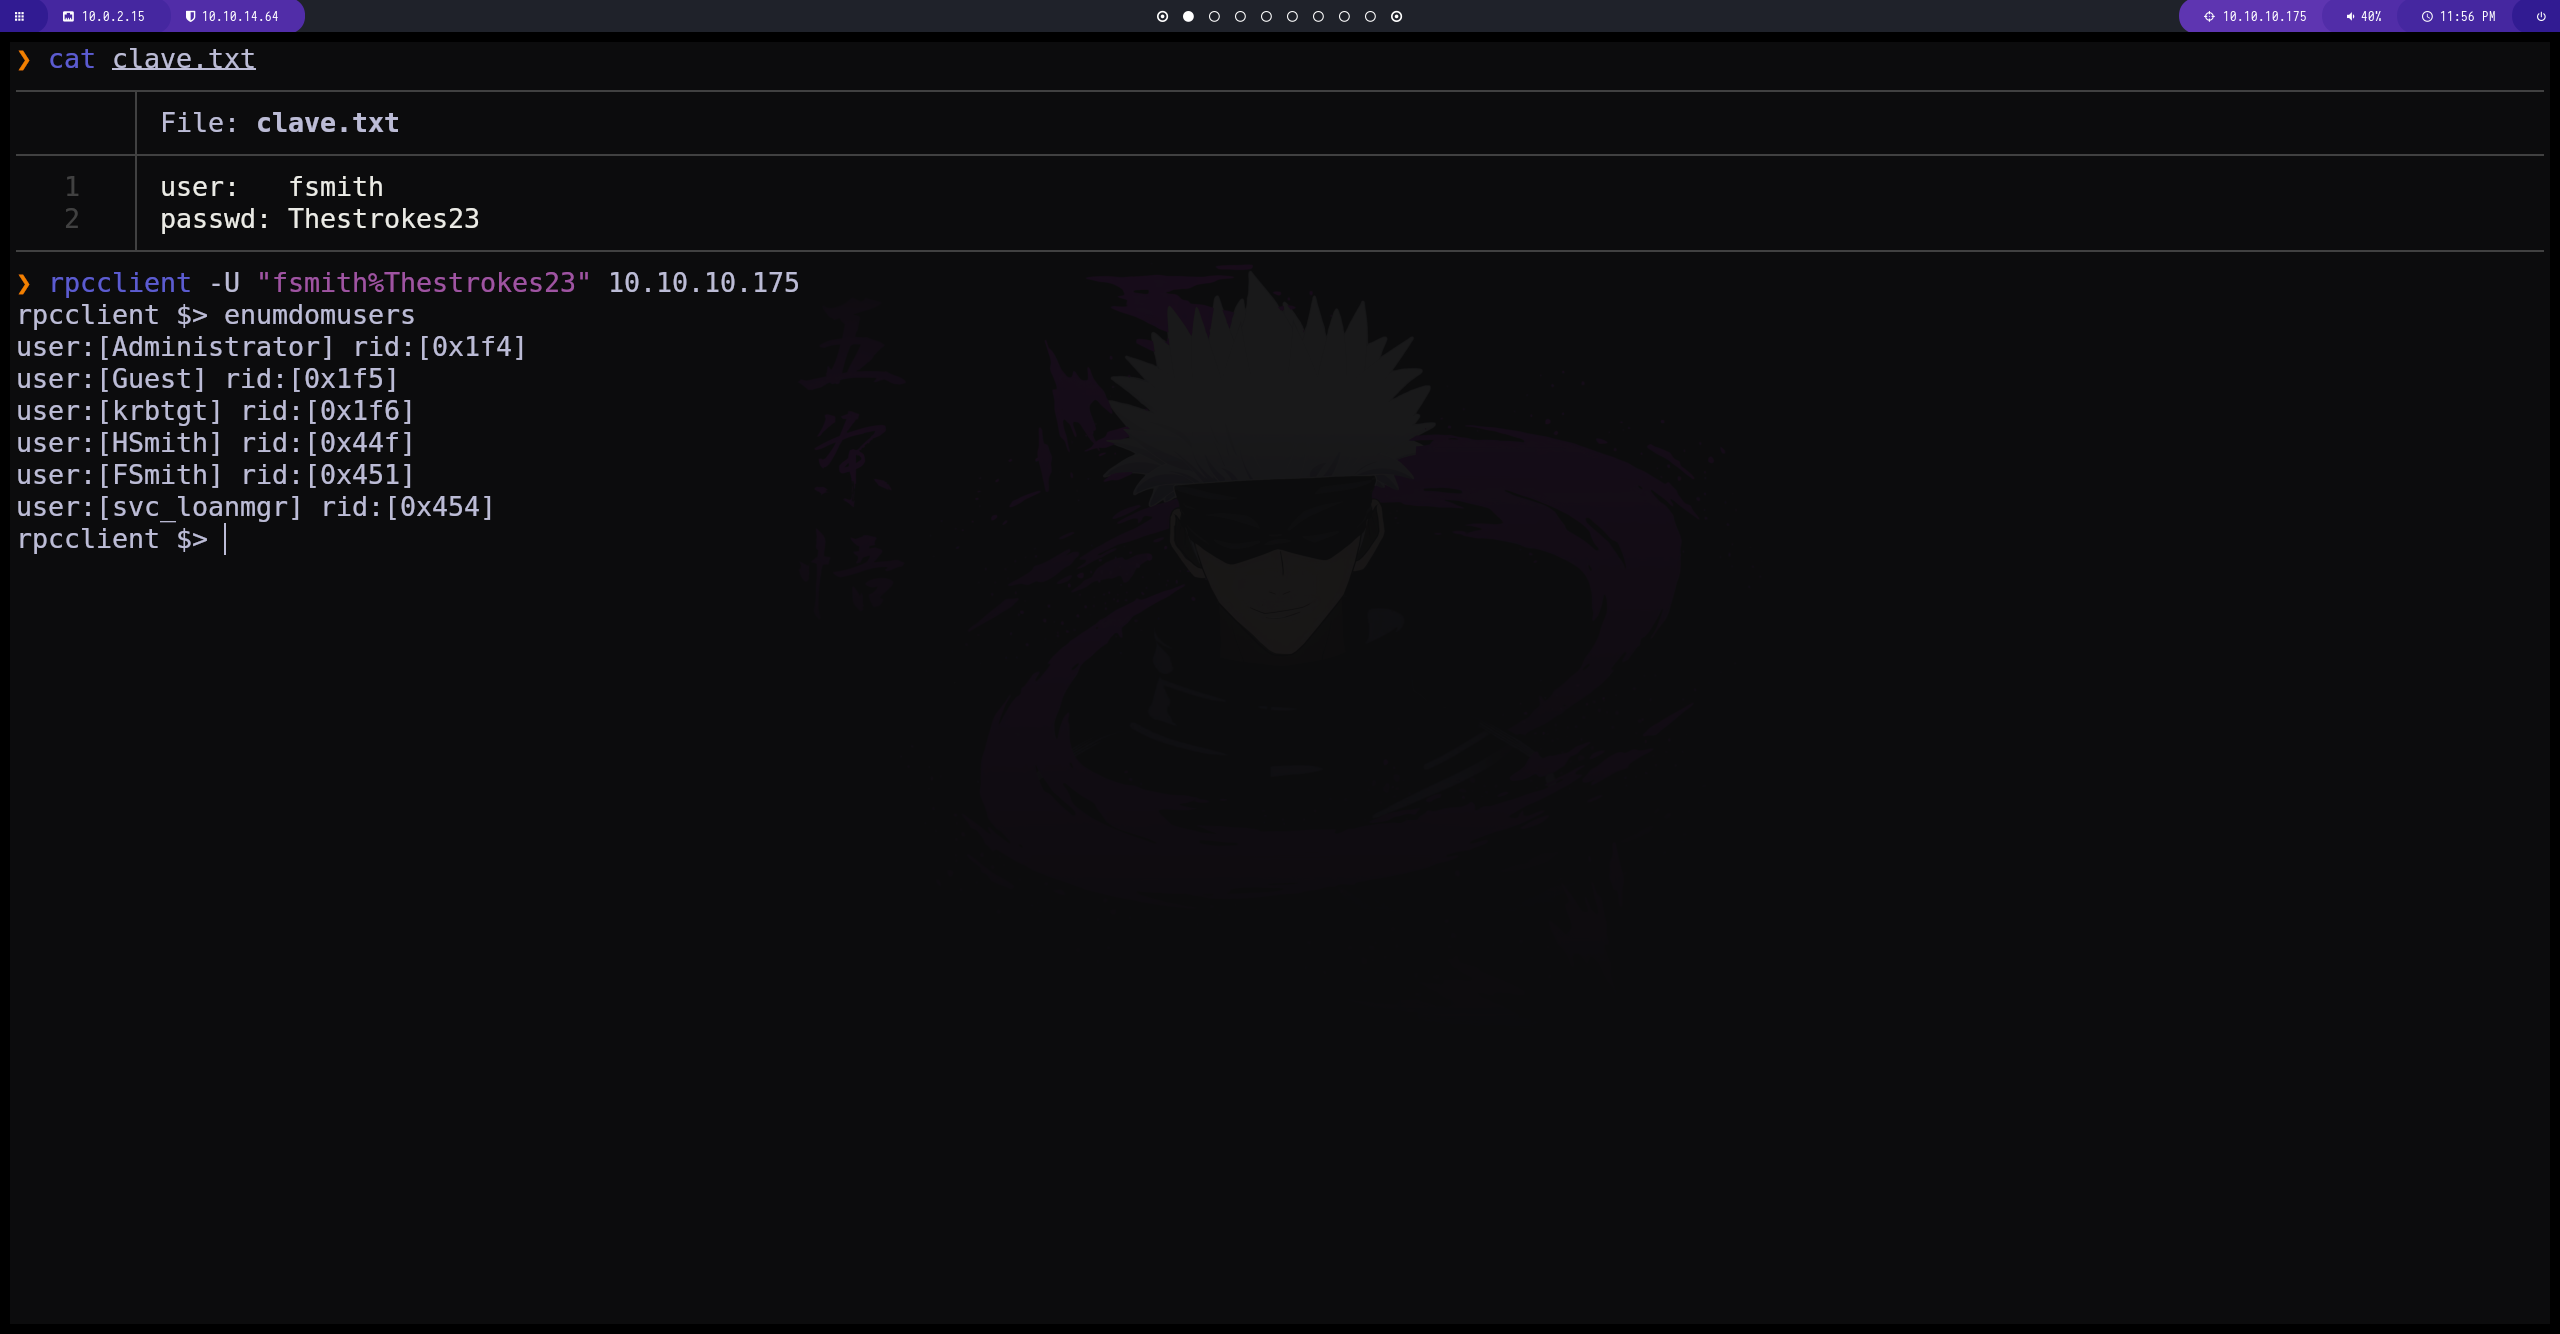 10.0.2.15 10.10.14.64 10.10.10.175 40% 11:56 PM
❯ cat clave.txt
File: clave.txt
1 user:   fsmith
2 passwd: Thestrokes23
❯ rpcclient -U "fsmith%Thestrokes23" 10.10.10.175
rpcclient $> enumdomusers
user:[Administrator] rid:[0x1f4]
user:[Guest] rid:[0x1f5]
user:[krbtgt] rid:[0x1f6]
user:[HSmith] rid:[0x44f]
user:[FSmith] rid:[0x451]
user:[svc_loanmgr] rid:[0x454]
rpcclient $>
五
条
悟